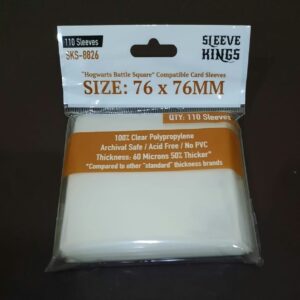 110 Sleeves
SKS-8826
SLEEVE
KINGS
"Hogwarts Battle Square" Compatible Card Sleeves
SIZE: 76 x 76MM
QTY: 110 Sleeves
100% Clear Polypropylene
Archival Safe / Acid Free / No PVC
Thickness: 60 Microns 50% Thicker*
*Compared to other "standard" thickness brands